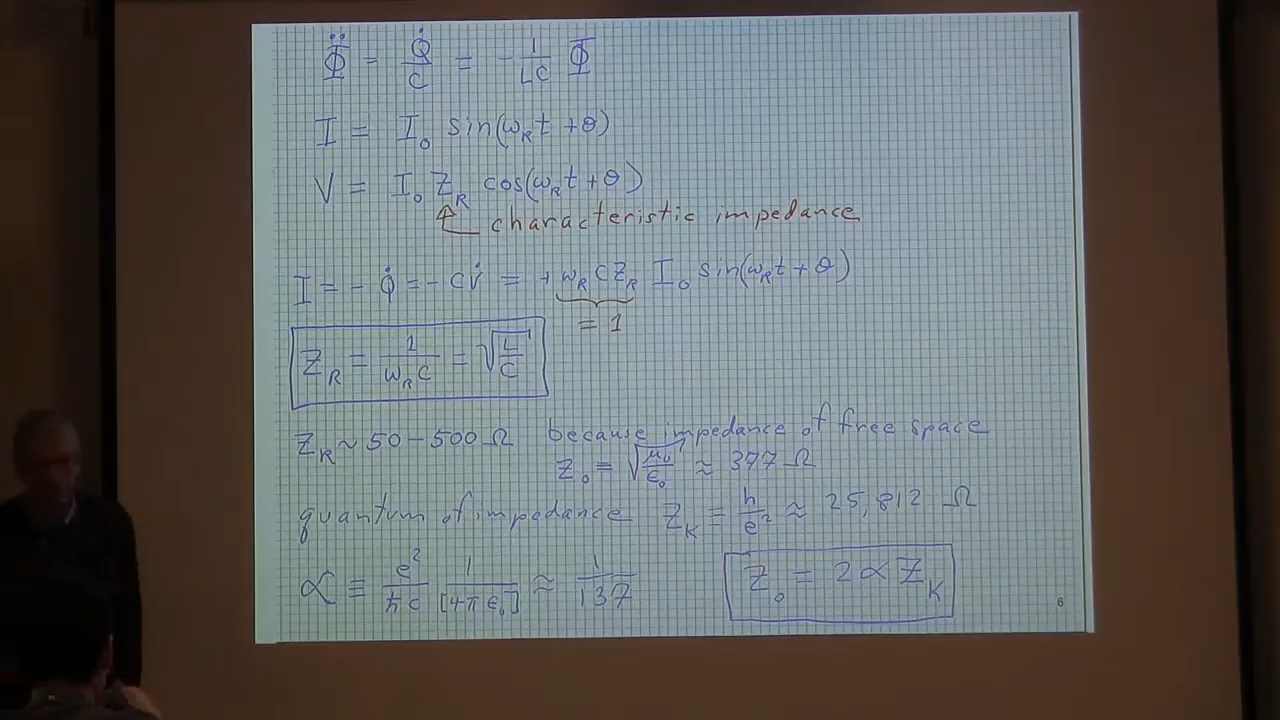 Φ̈ - Q̇/C = - 1/LC Φ
I = I₀ sin(ω_R t + θ)
V = I₀ Z_R cos(ω_R t + θ)
characteristic impedance
I = - Q̇ = - CV̇ = + ω_R C Z_R I₀ sin(ω_R t + θ)
= 1
Z_R = 1/ω_R C = √(L/C)
Z_R ~ 50 - 500 Ω because impedance of free space
Z₀ = √(μ₀/ε₀) ≈ 377 Ω
quantum of impedance Z_K = h/e² ≈ 25,812 Ω
α ≡ e²/ħc 1/[4πε₀] ≈ 1/137 Z₀ = 2αZ_K
6